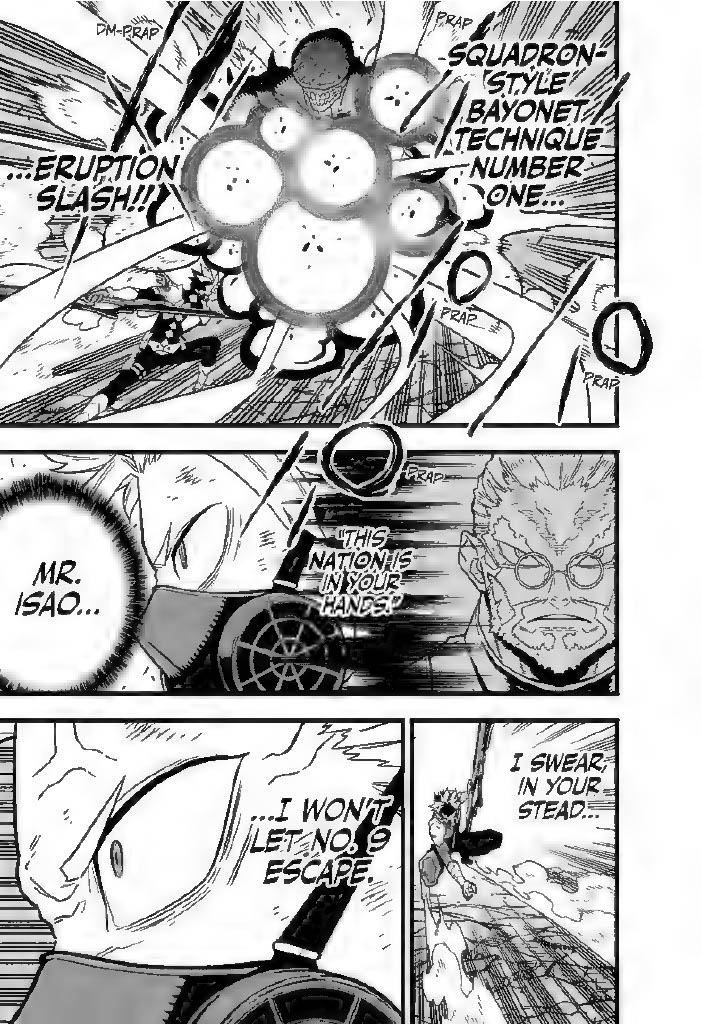 PRAP
SQUADRON-
STYLE
BAYONET
TECHNIQUE
NUMBER
ONE...
DM-PRAP
...ERUPTION
SLASH!!
PRAP
PRAP
PRAP
"THIS
NATION IS
IN YOUR
HANDS."
MR.
ISAO...
I SWEAR,
IN YOUR
STEAD...
...I WON'T
LET NO. 9
ESCAPE.